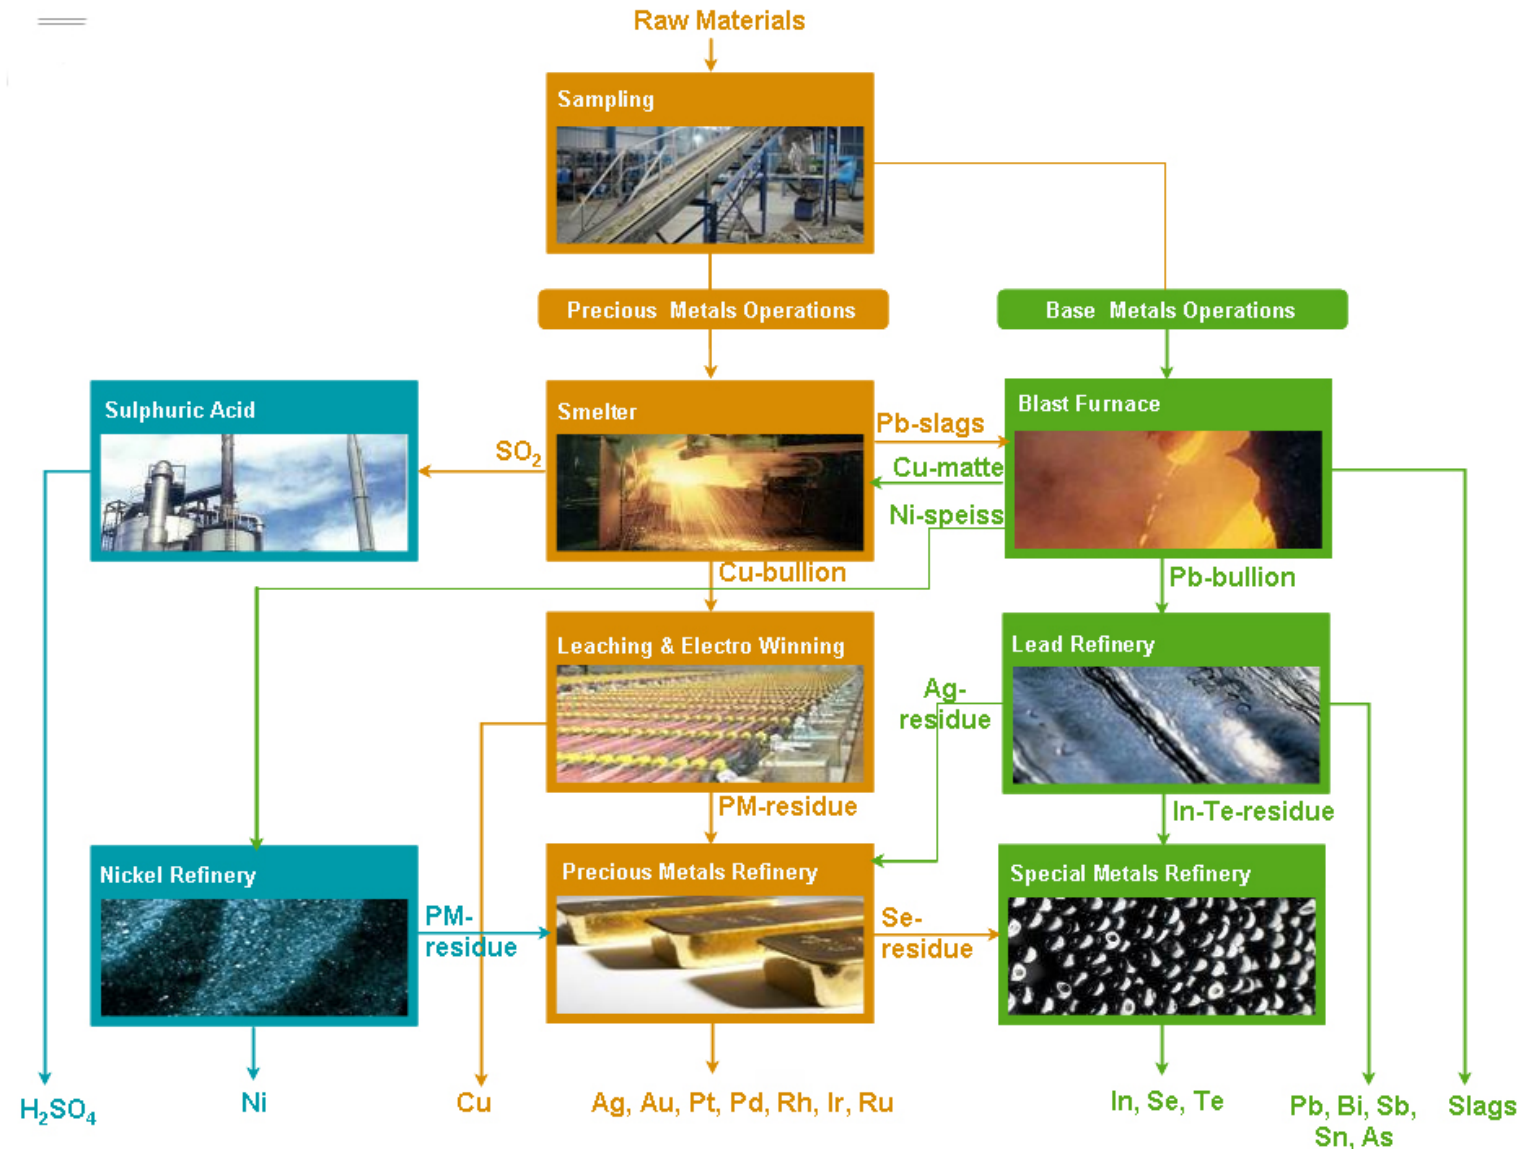 Raw Materials
Sampling
Precious Metals Operations
Base Metals Operations
Sulphuric Acid
Smelter
Blast Furnace
SO2
Pb-slags
Cu-matte
Ni-speiss
Cu-bullion
Pb-bullion
Leaching & Electro Winning
Lead Refinery
Ag-
residue
PM-residue
In-Te-residue
Nickel Refinery
Precious Metals Refinery
Special Metals Refinery
PM-
residue
Se-
residue
H2SO4
Ni
Cu
Ag, Au, Pt, Pd, Rh, Ir, Ru
In, Se, Te
Pb, Bi, Sb,
Sn, As
Slags